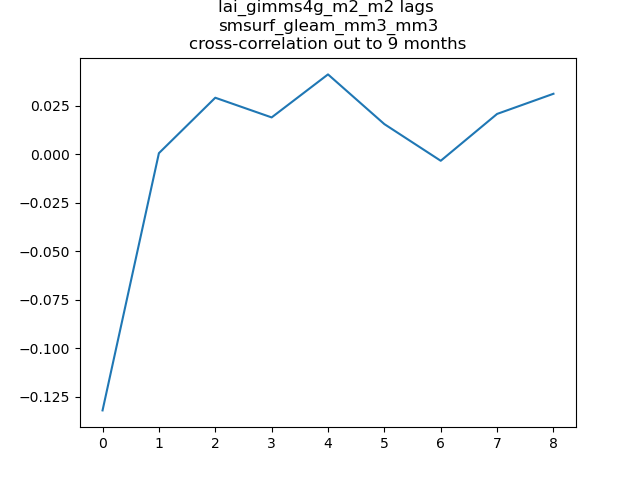 lai_gimms4g_m2_m2 lags
smsurf_gleam_mm3_mm3
cross-correlation out to 9 months
0.025
0.000
−0.025
−0.050
−0.075
−0.100
−0.125
0 1 2 3 4 5 6 7 8